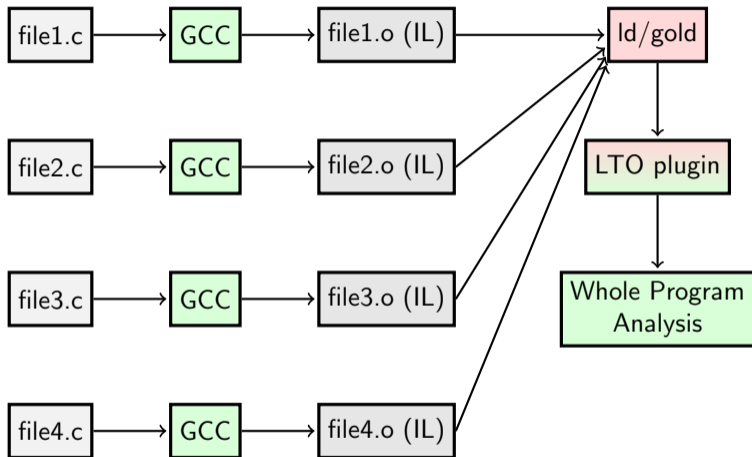 file1.c
GCC
file1.o (IL)
ld/gold
file2.c
GCC
file2.o (IL)
LTO plugin
file3.c
GCC
file3.o (IL)
Whole Program
Analysis
file4.c
GCC
file4.o (IL)